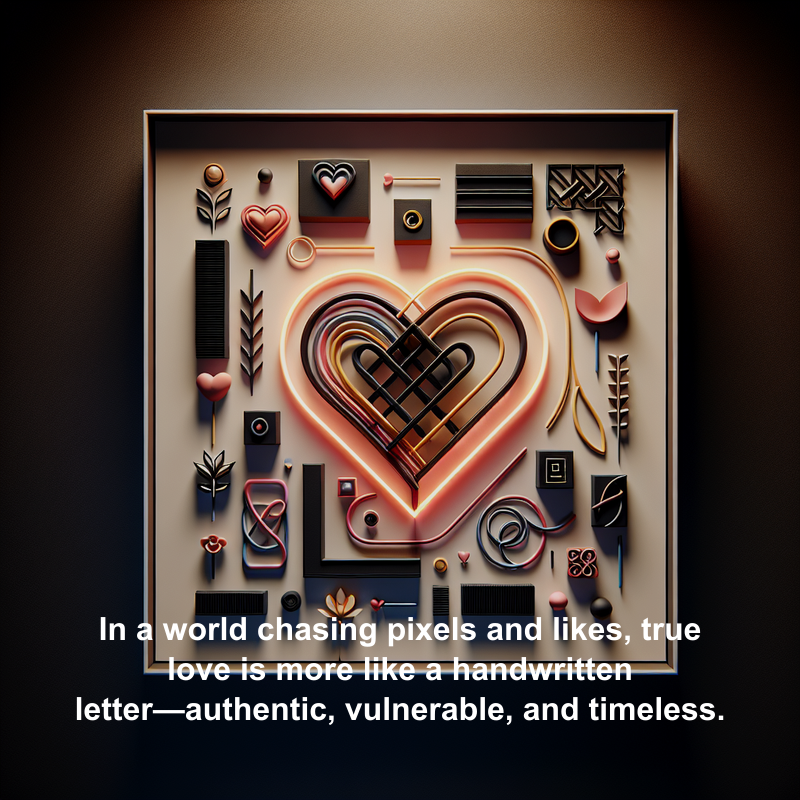 In a world chasing pixels and likes, true
love is more like a handwritten
letter—authentic, vulnerable, and timeless.